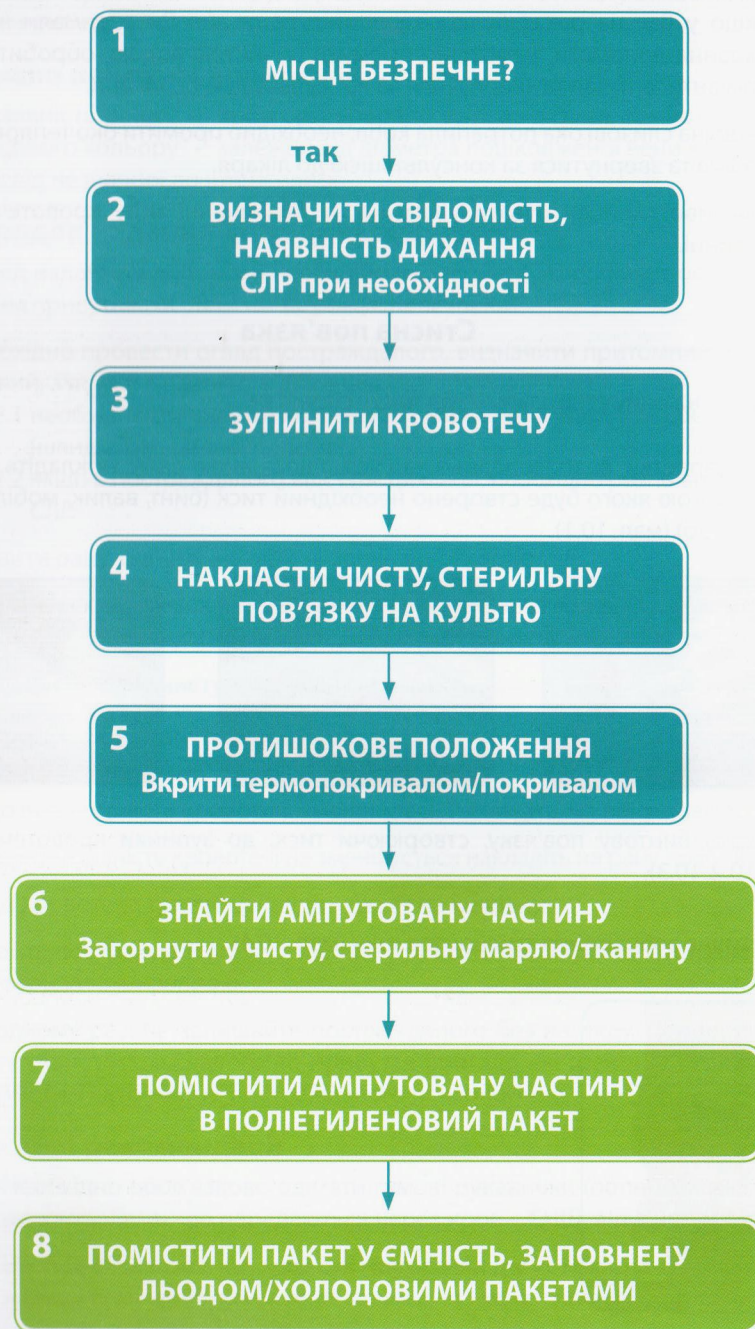 1
МІСЦЕ БЕЗПЕЧНЕ?
так
2
ВИЗНАЧИТИ СВІДОМІСТЬ,
НАЯВНІСТЬ ДИХАННЯ
СЛР при необхідності
3
ЗУПИНИТИ КРОВОТЕЧУ
4
НАКЛАСТИ ЧИСТУ, СТЕРИЛЬНУ
ПОВ’ЯЗКУ НА КУЛЬТЮ
5
ПРОТИШОКОВЕ ПОЛОЖЕННЯ
Вкрити термопокривалом/покривалом
6
ЗНАЙТИ АМПУТОВАНУ ЧАСТИНУ
Загорнути у чисту, стерильну марлю/тканину
7
ПОМІСТИТИ АМПУТОВАНУ ЧАСТИНУ
В ПОЛІЕТИЛЕНОВИЙ ПАКЕТ
8
ПОМІСТИТИ ПАКЕТ У ЄМНІСТЬ, ЗАПОВНЕНУ
ЛЬОДОМ/ХОЛОДОВИМИ ПАКЕТАМИ